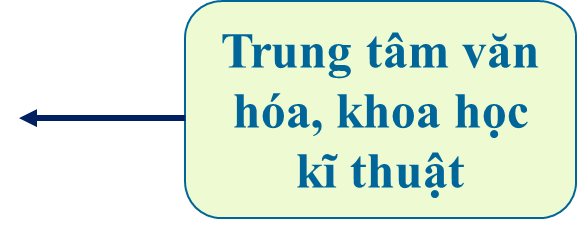 Trung tâm văn
hóa, khoa học
kĩ thuật